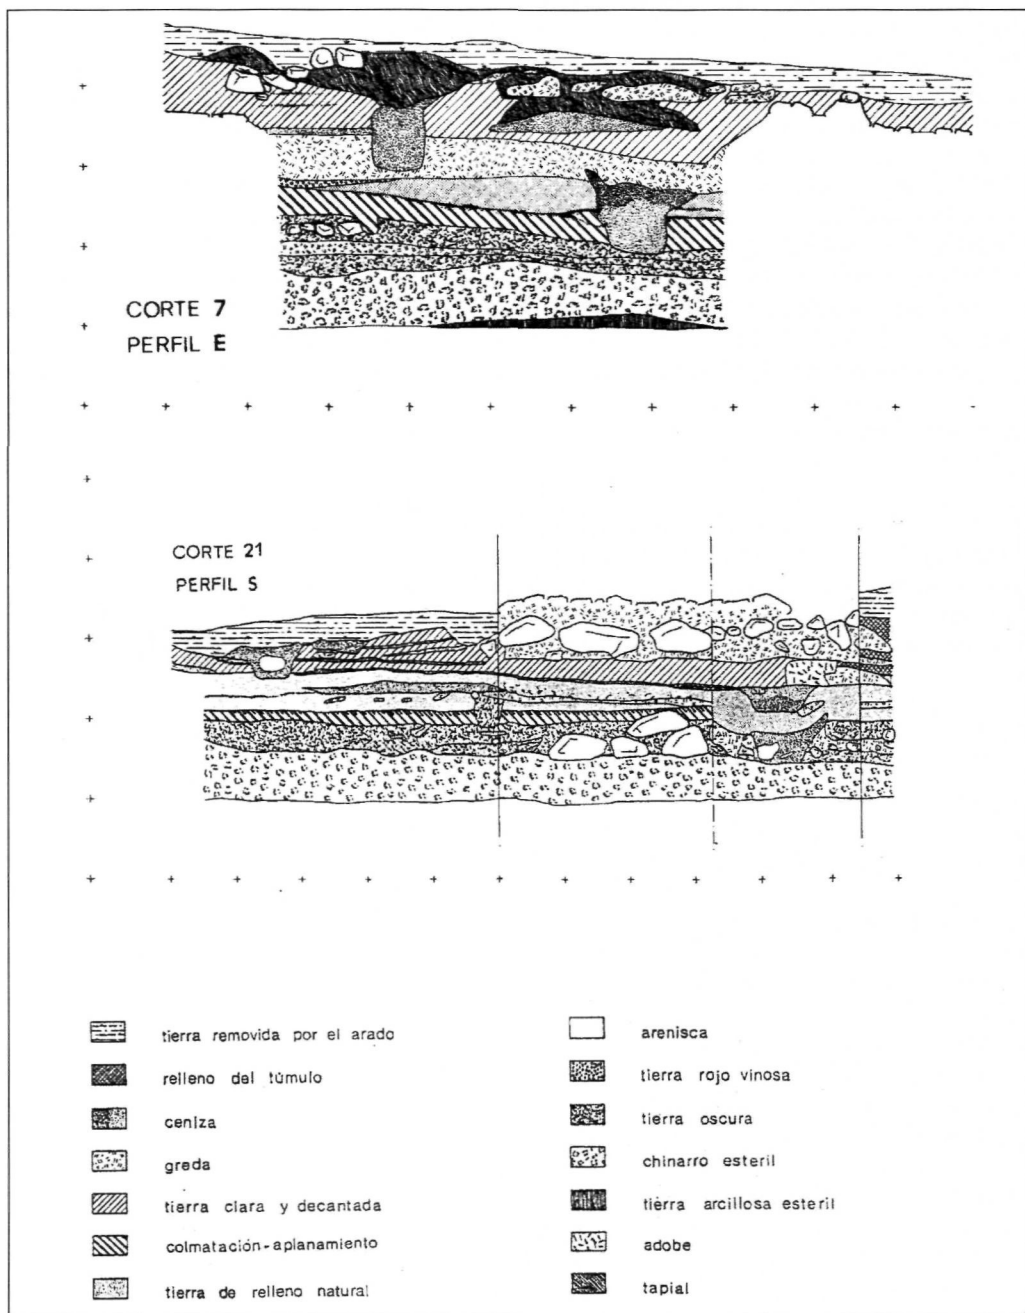 CORTE 7
PERFIL E
CORTE 21
PERFIL S
tierra removida por el arado
relleno del túmulo
ceniza
greda
tierra clara y decantada
colmatación-aplanamiento
tierra de relleno natural
arenisca
tierra rojo vinosa
tierra oscura
chinarro esteril
tierra arcillosa esteril
adobe
tapial